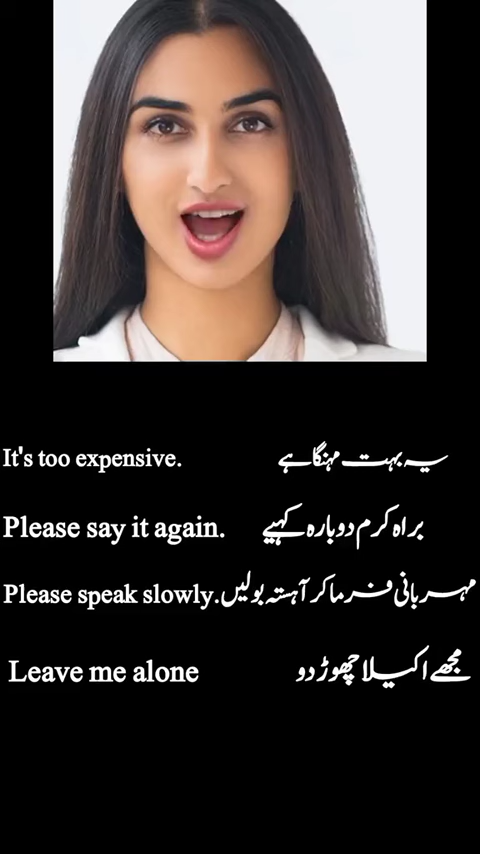 It's too expensive. یہ بہت مہنگا ہے
Please say it again. براہ کرم دوبارہ کہیے
Please speak slowly. مہربانی فرما کر آہستہ بولیں
Leave me alone مجھے اکیلا چھوڑ دو